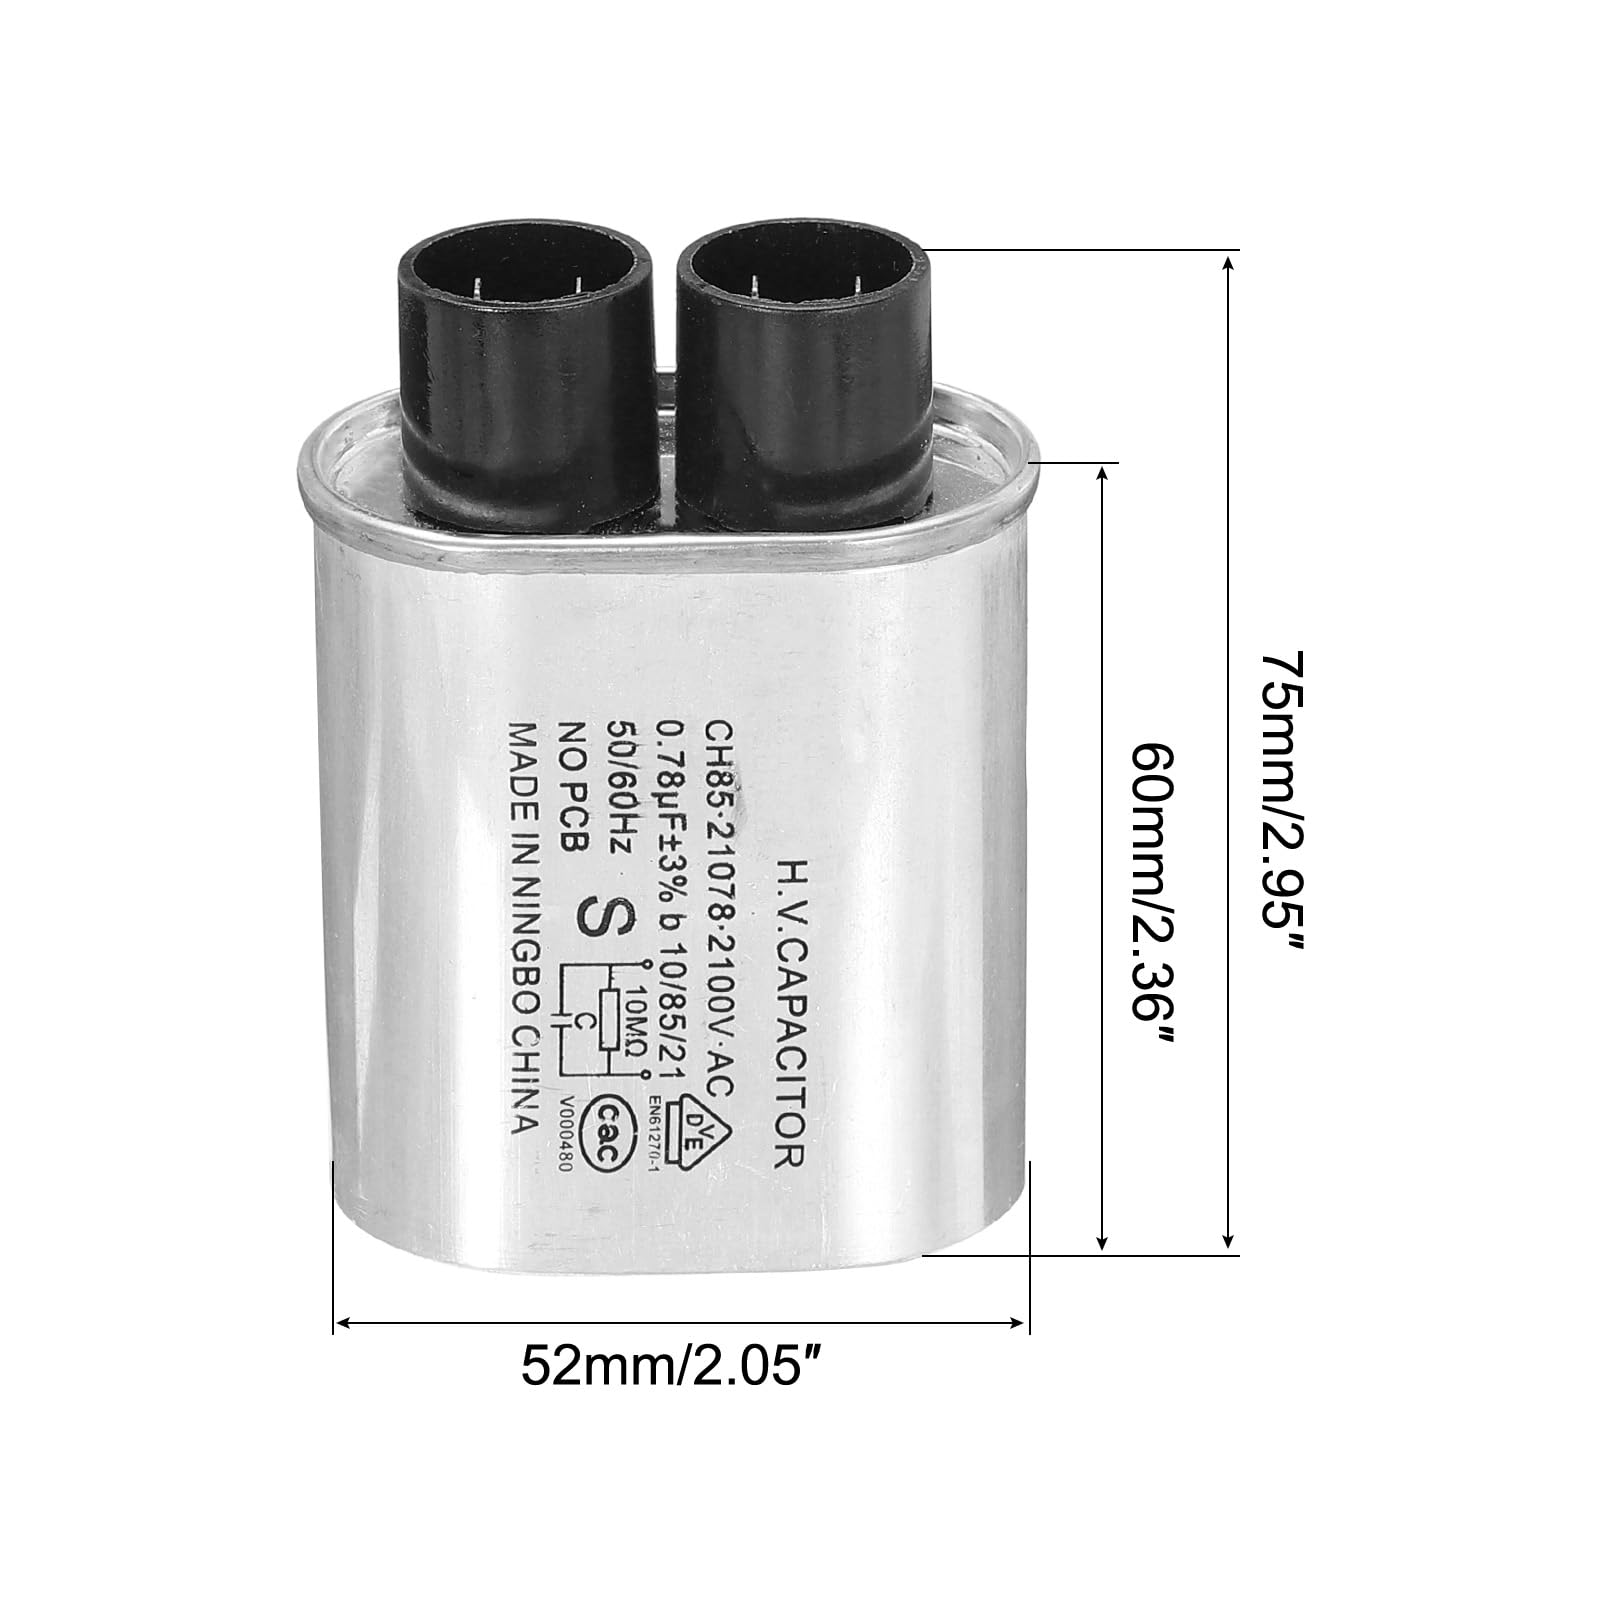 H.V.CAPACITOR
CH85·21078·2100V·AC
0.78μF±3% b 10/85/21
50/60Hz
NO PCB
S
10MΩ
C
DVE
EN61270-1
cac
V000480
MADE IN NINGBO CHINA
60mm/2.36″
75mm/2.95″
52mm/2.05″